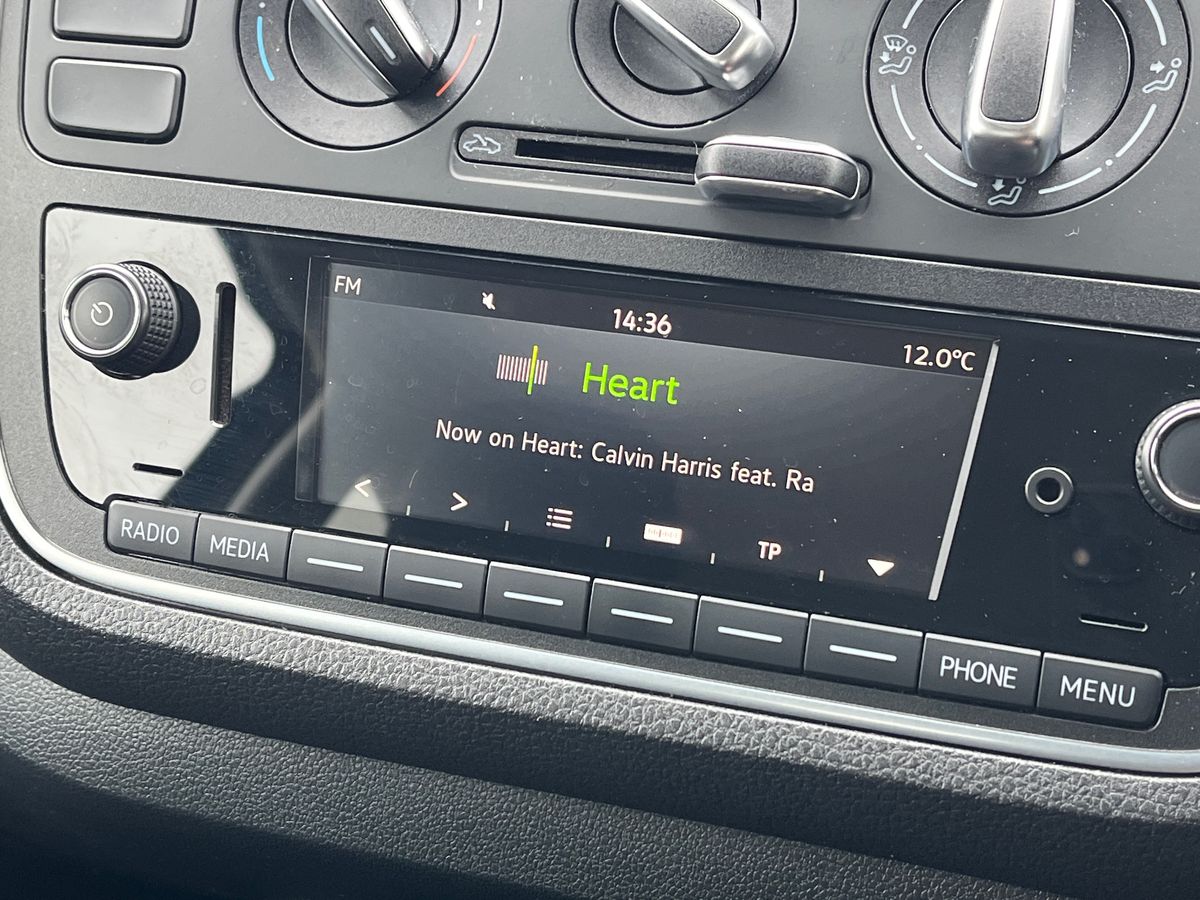 FM
14:36
12.0°C
Heart
Now on Heart: Calvin Harris feat. Ra
< >
TP
RADIO MEDIA PHONE MENU